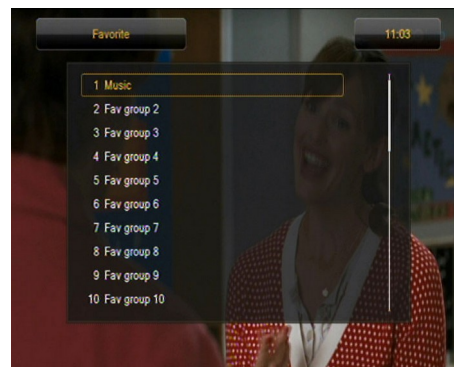 Favorite
11:03
1 Music
2 Fav group 2
3 Fav group 3
4 Fav group 4
5 Fav group 5
6 Fav group 6
7 Fav group 7
8 Fav group 8
9 Fav group 9
10 Fav group 10